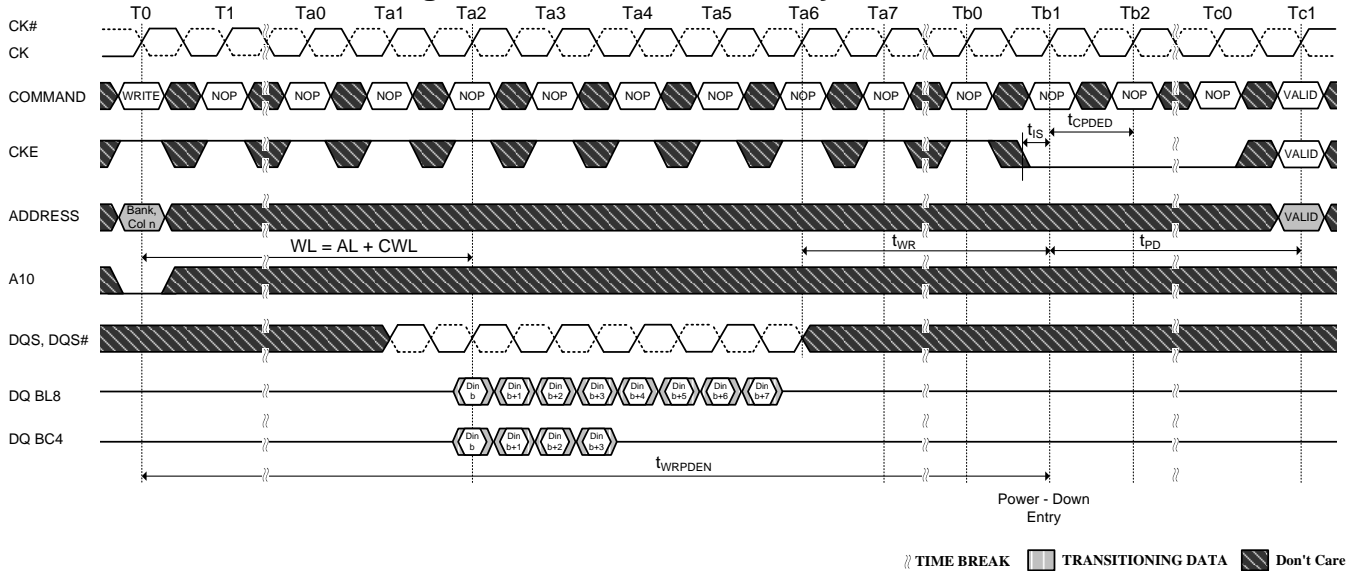 T0 T1 Ta0 Ta1 Ta2 Ta3 Ta4 Ta5 Ta6 Ta7 Tb0 Tb1 Tb2 Tc0 Tc1
CK#
CK
COMMAND WRITE NOP NOP NOP NOP NOP NOP NOP NOP NOP NOP NOP NOP NOP VALID
tIS tCPDED
CKE VALID
ADDRESS Bank, Col n VALID
WL = AL + CWL tWR tPD
A10
DQS, DQS#
DQ BL8 Din b Din b+1 Din b+2 Din b+3 Din b+4 Din b+5 Din b+6 Din b+7
DQ BC4 Din b Din b+1 Din b+2 Din b+3
tWRPDEN
Power - Down
Entry
TIME BREAK TRANSITIONING DATA Don't Care